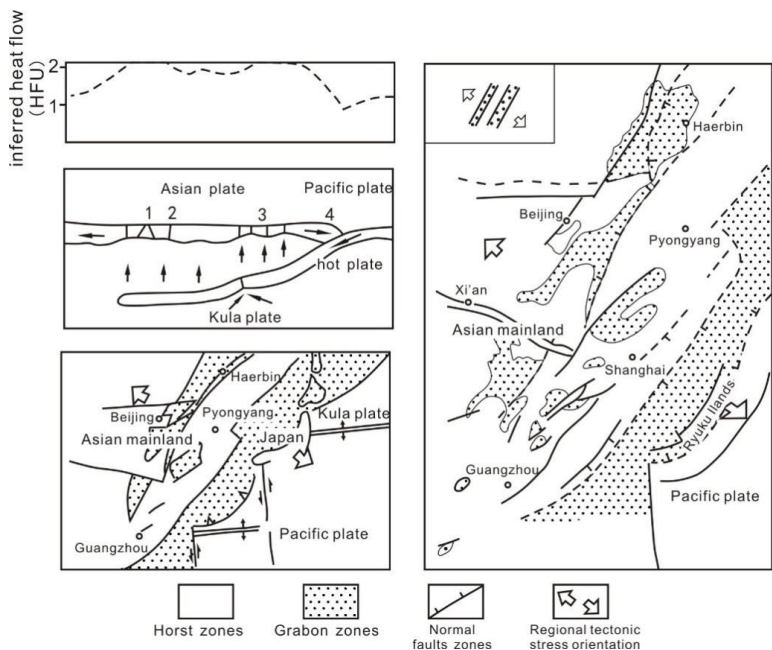 inferred heat flow
(HFU)
2
1
Asian plate
Pacific plate
1
2
3
4
hot plate
Kula plate
Haerbin
Beijing
Pyongyang
Kula plate
Asian mainland
Japan
Pacific plate
Guangzhou
Haerbin
Beijing
Pyongyang
Xi'an
Asian mainland
Shanghai
Ryuku Ilands
Guangzhou
Pacific plate
Horst zones
Grabon zones
Normal
faults zones
Regional tectonic
stress orientation